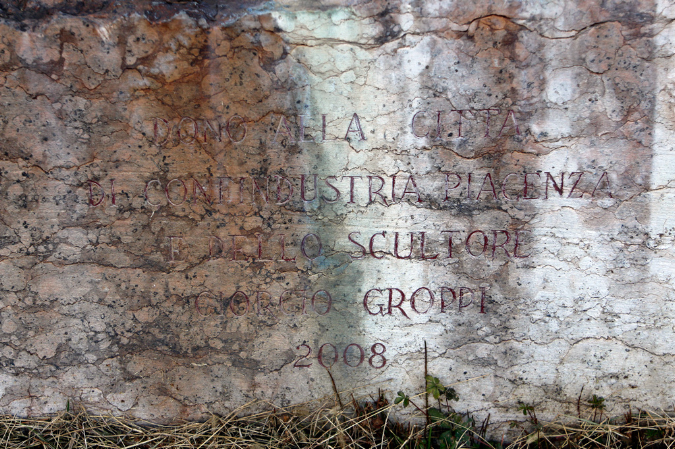 DONO ALLA CITTÀ
DI CONFINDUSTRIA PIACENZA
E DELLO SCULTORE
GIORGIO GROPPI
2008